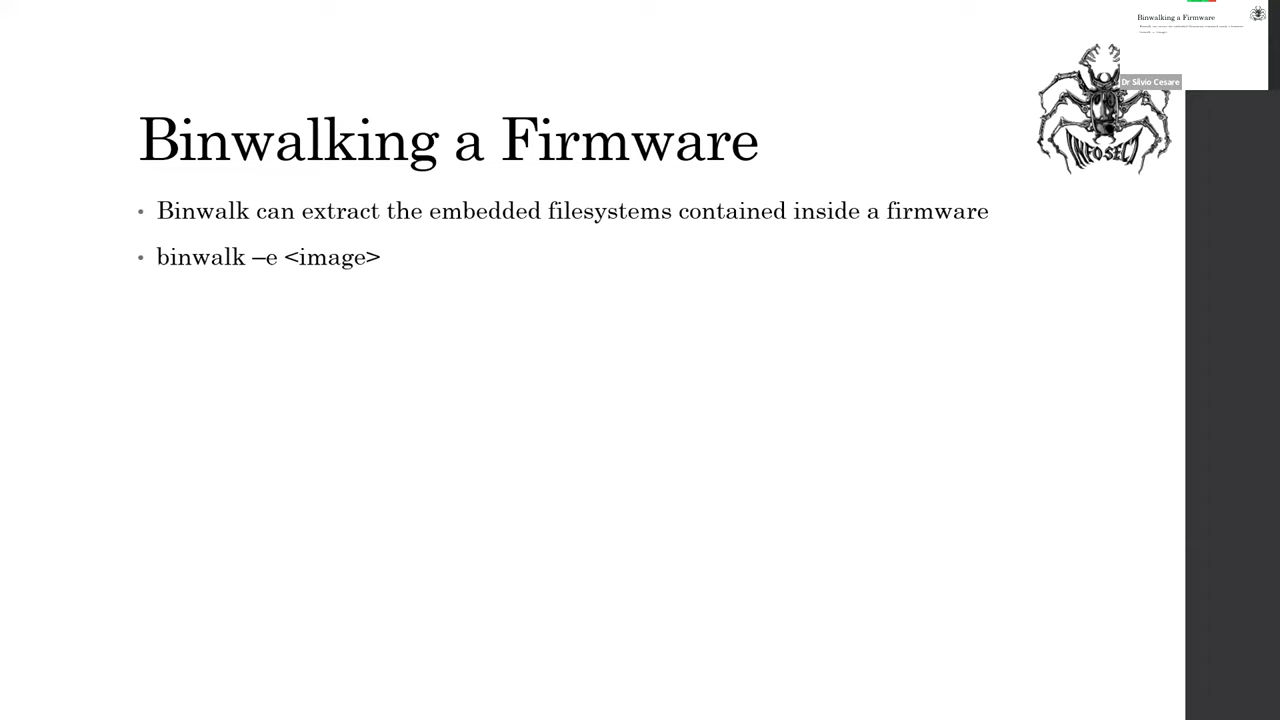 Binwalking a Firmware
Dr Silvio Cesare
INFOSECT
Binwalking a Firmware
• Binwalk can extract the embedded filesystems contained inside a firmware
• binwalk –e <image>